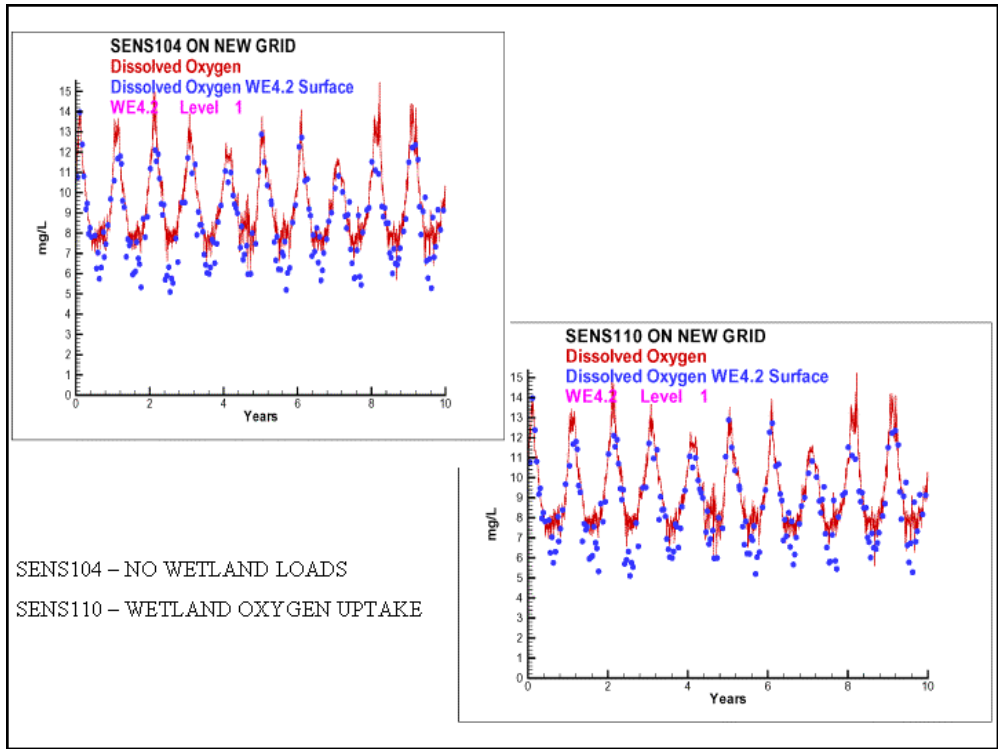 SENS104 ON NEW GRID
Dissolved Oxygen
Dissolved Oxygen WE4.2 Surface
WE4.2 Level 1
15
14
13
12
11
10
9
8
7
6
5
4
3
2
1
0
mg/L
0 2 4 6 8 10
Years
SENS110 ON NEW GRID
Dissolved Oxygen
Dissolved Oxygen WE4.2 Surface
WE4.2 Level 1
15
14
13
12
11
10
9
8
7
6
5
4
3
2
1
0
mg/L
0 2 4 6 8 10
Years
SENS104 – NO WETLAND LOADS
SENS110 – WETLAND OXYGEN UPTAKE